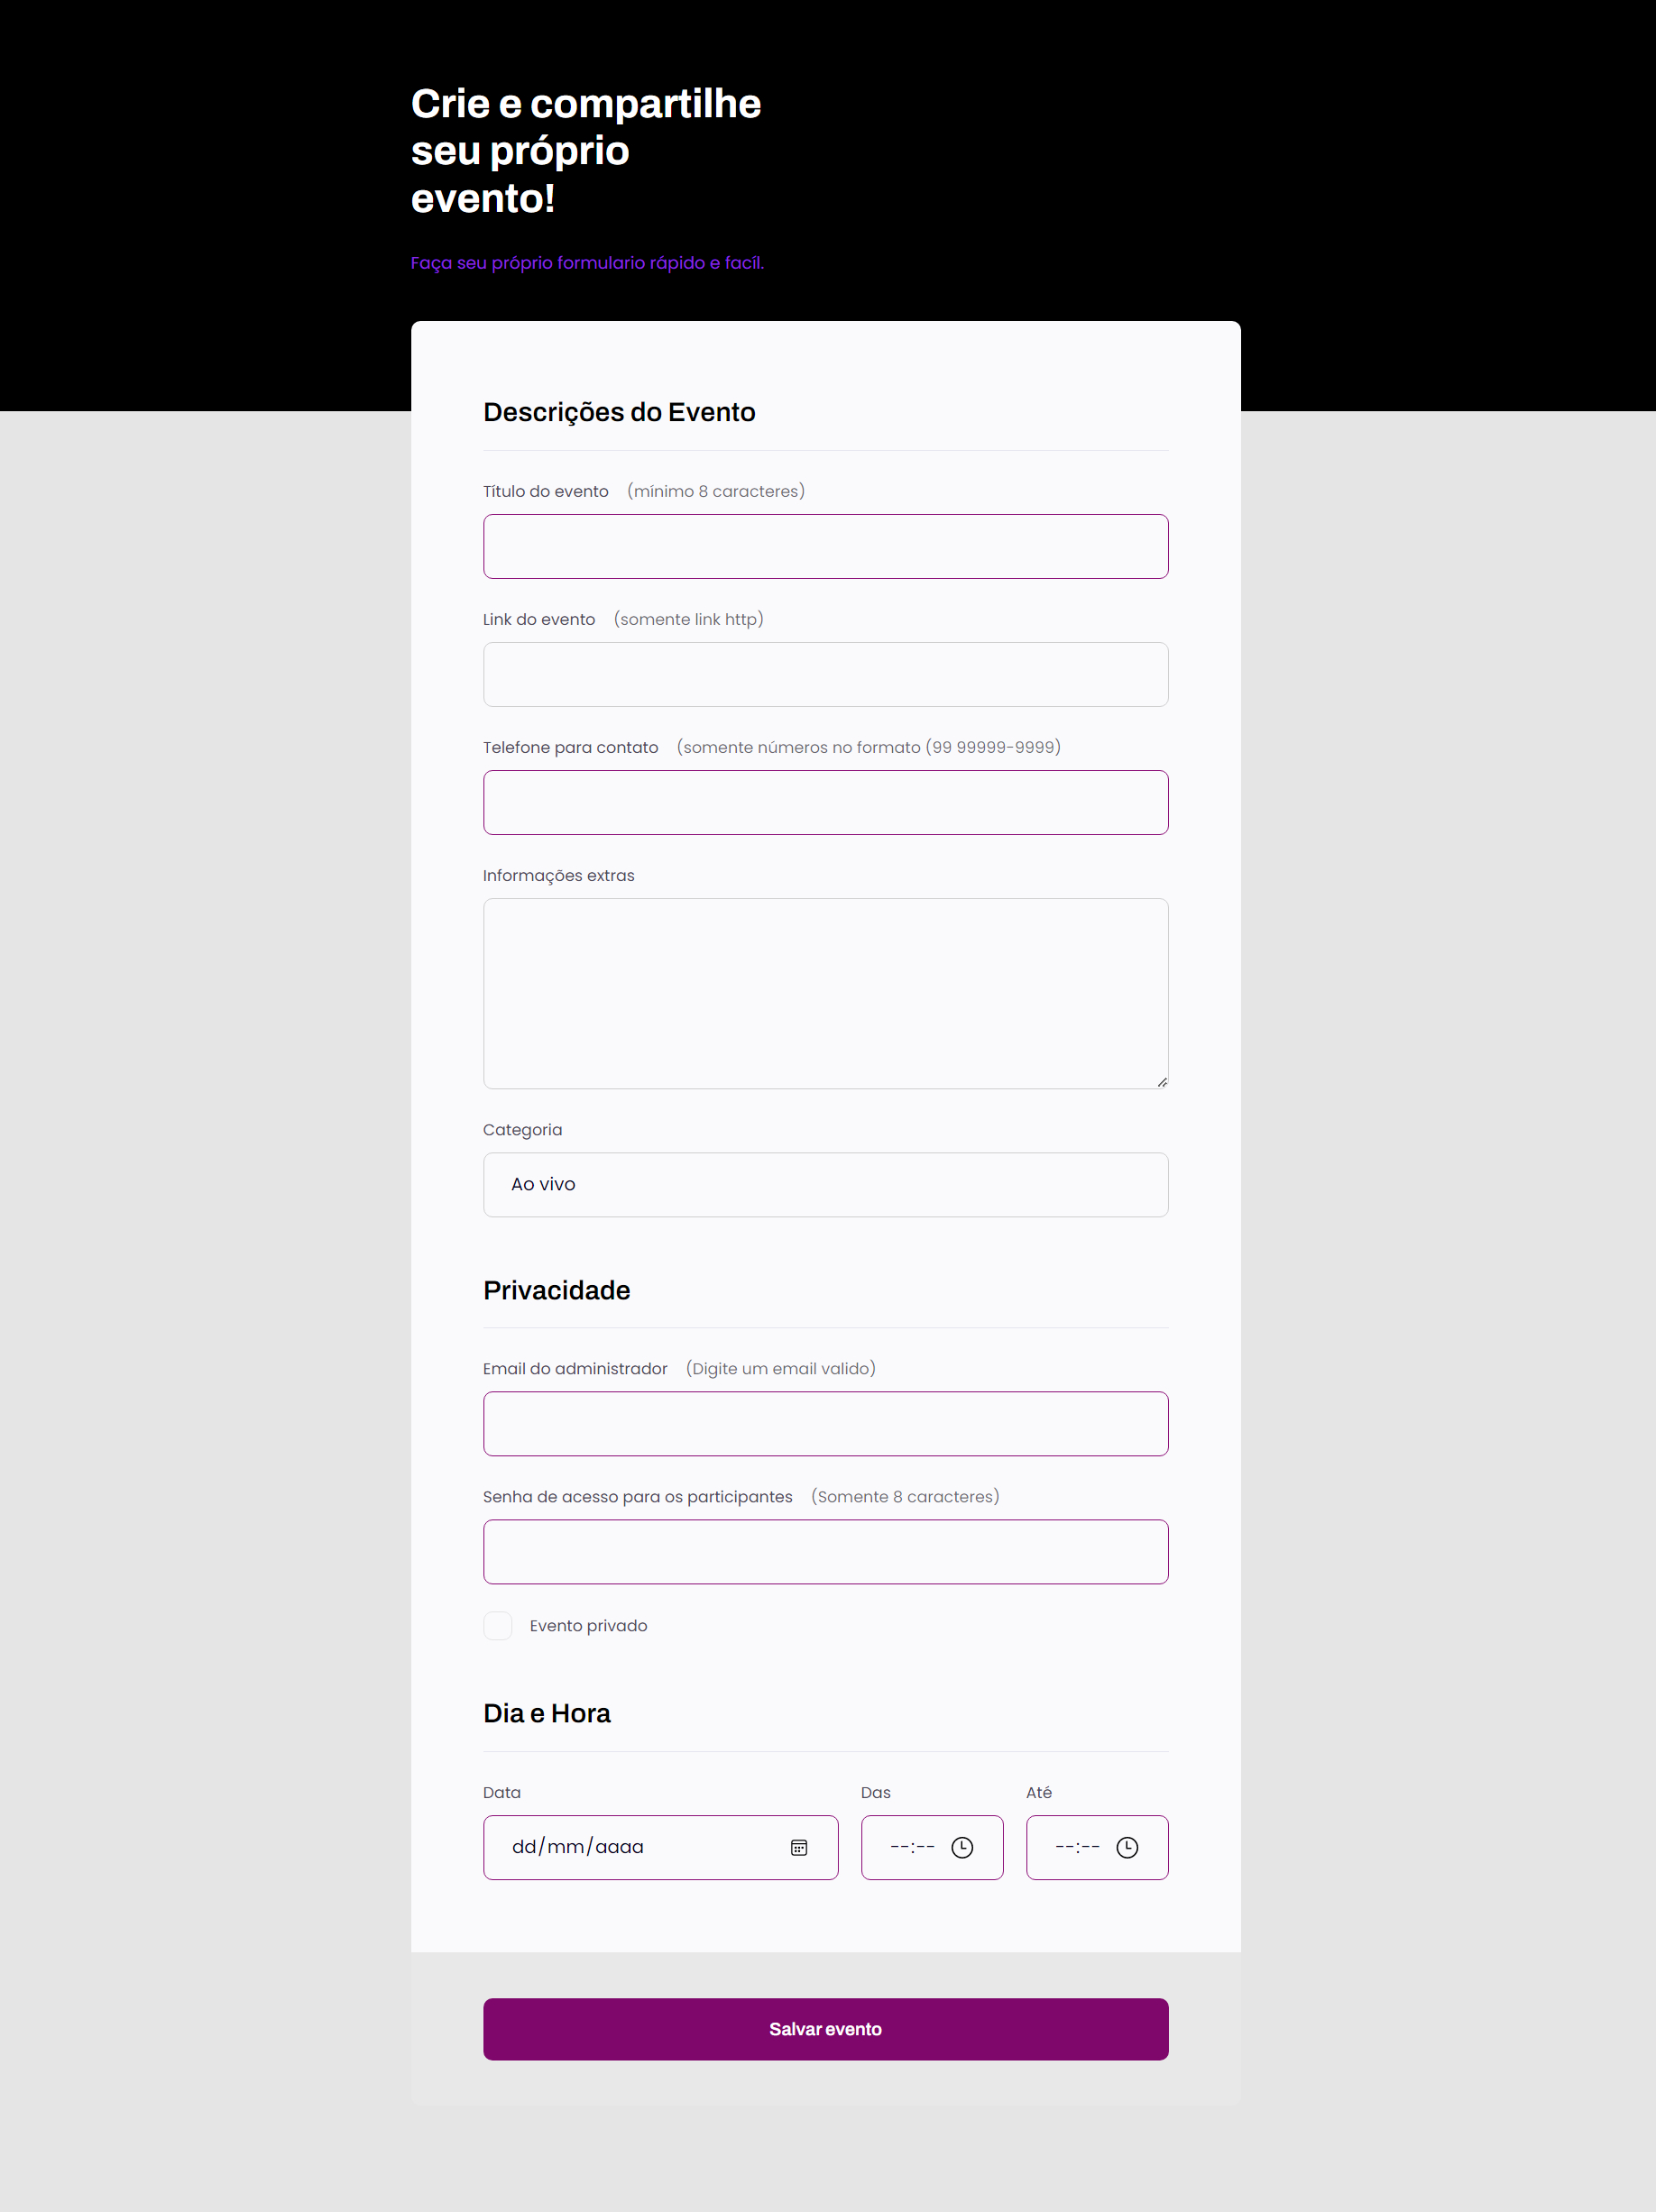 Crie e compartilhe
seu próprio
evento!
Faça seu próprio formulario rápido e facíl.
Descrições do Evento
Título do evento (mínimo 8 caracteres)
Link do evento (somente link http)
Telefone para contato (somente números no formato (99 99999-9999)
Informações extras
Categoria
Ao vivo
Privacidade
Email do administrador (Digite um email valido)
Senha de acesso para os participantes (Somente 8 caracteres)
Evento privado
Dia e Hora
Data Das Até
dd/mm/aaaa --:-- --:--
Salvar evento